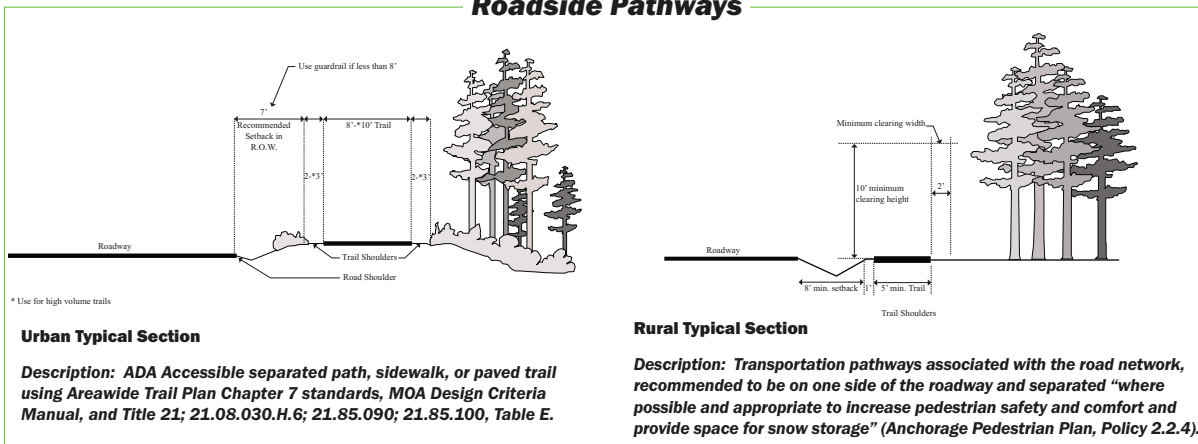 Roadside Pathways
Use guardrail if less than 8'
7'
Recommended
Setback in
R.O.W.
8'-*10' Trail
2-*3'
2-*3'
Roadway
Trail Shoulders
Road Shoulder
* Use for high volume trails
Urban Typical Section
Description: ADA Accessible separated path, sidewalk, or paved trail
using Areawide Trail Plan Chapter 7 standards, MOA Design Criteria
Manual, and Title 21; 21.08.030.H.6; 21.85.090; 21.85.100, Table E.
Minimum clearing width
10' minimum
clearing height
2'
Roadway
8' min. setback
1'
5' min. Trail
Trail Shoulders
Rural Typical Section
Description: Transportation pathways associated with the road network,
recommended to be on one side of the roadway and separated “where
possible and appropriate to increase pedestrian safety and comfort and
provide space for snow storage” (Anchorage Pedestrian Plan, Policy 2.2.4).